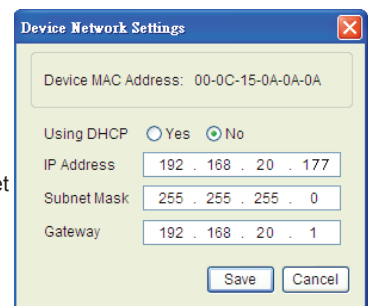 Device Network Settings
Device MAC Address: 00-0C-15-0A-0A-0A
Using DHCP Yes No
IP Address 192 . 168 . 20 . 177
et
Subnet Mask 255 . 255 . 255 . 0
Gateway 192 . 168 . 20 . 1
Save Cancel